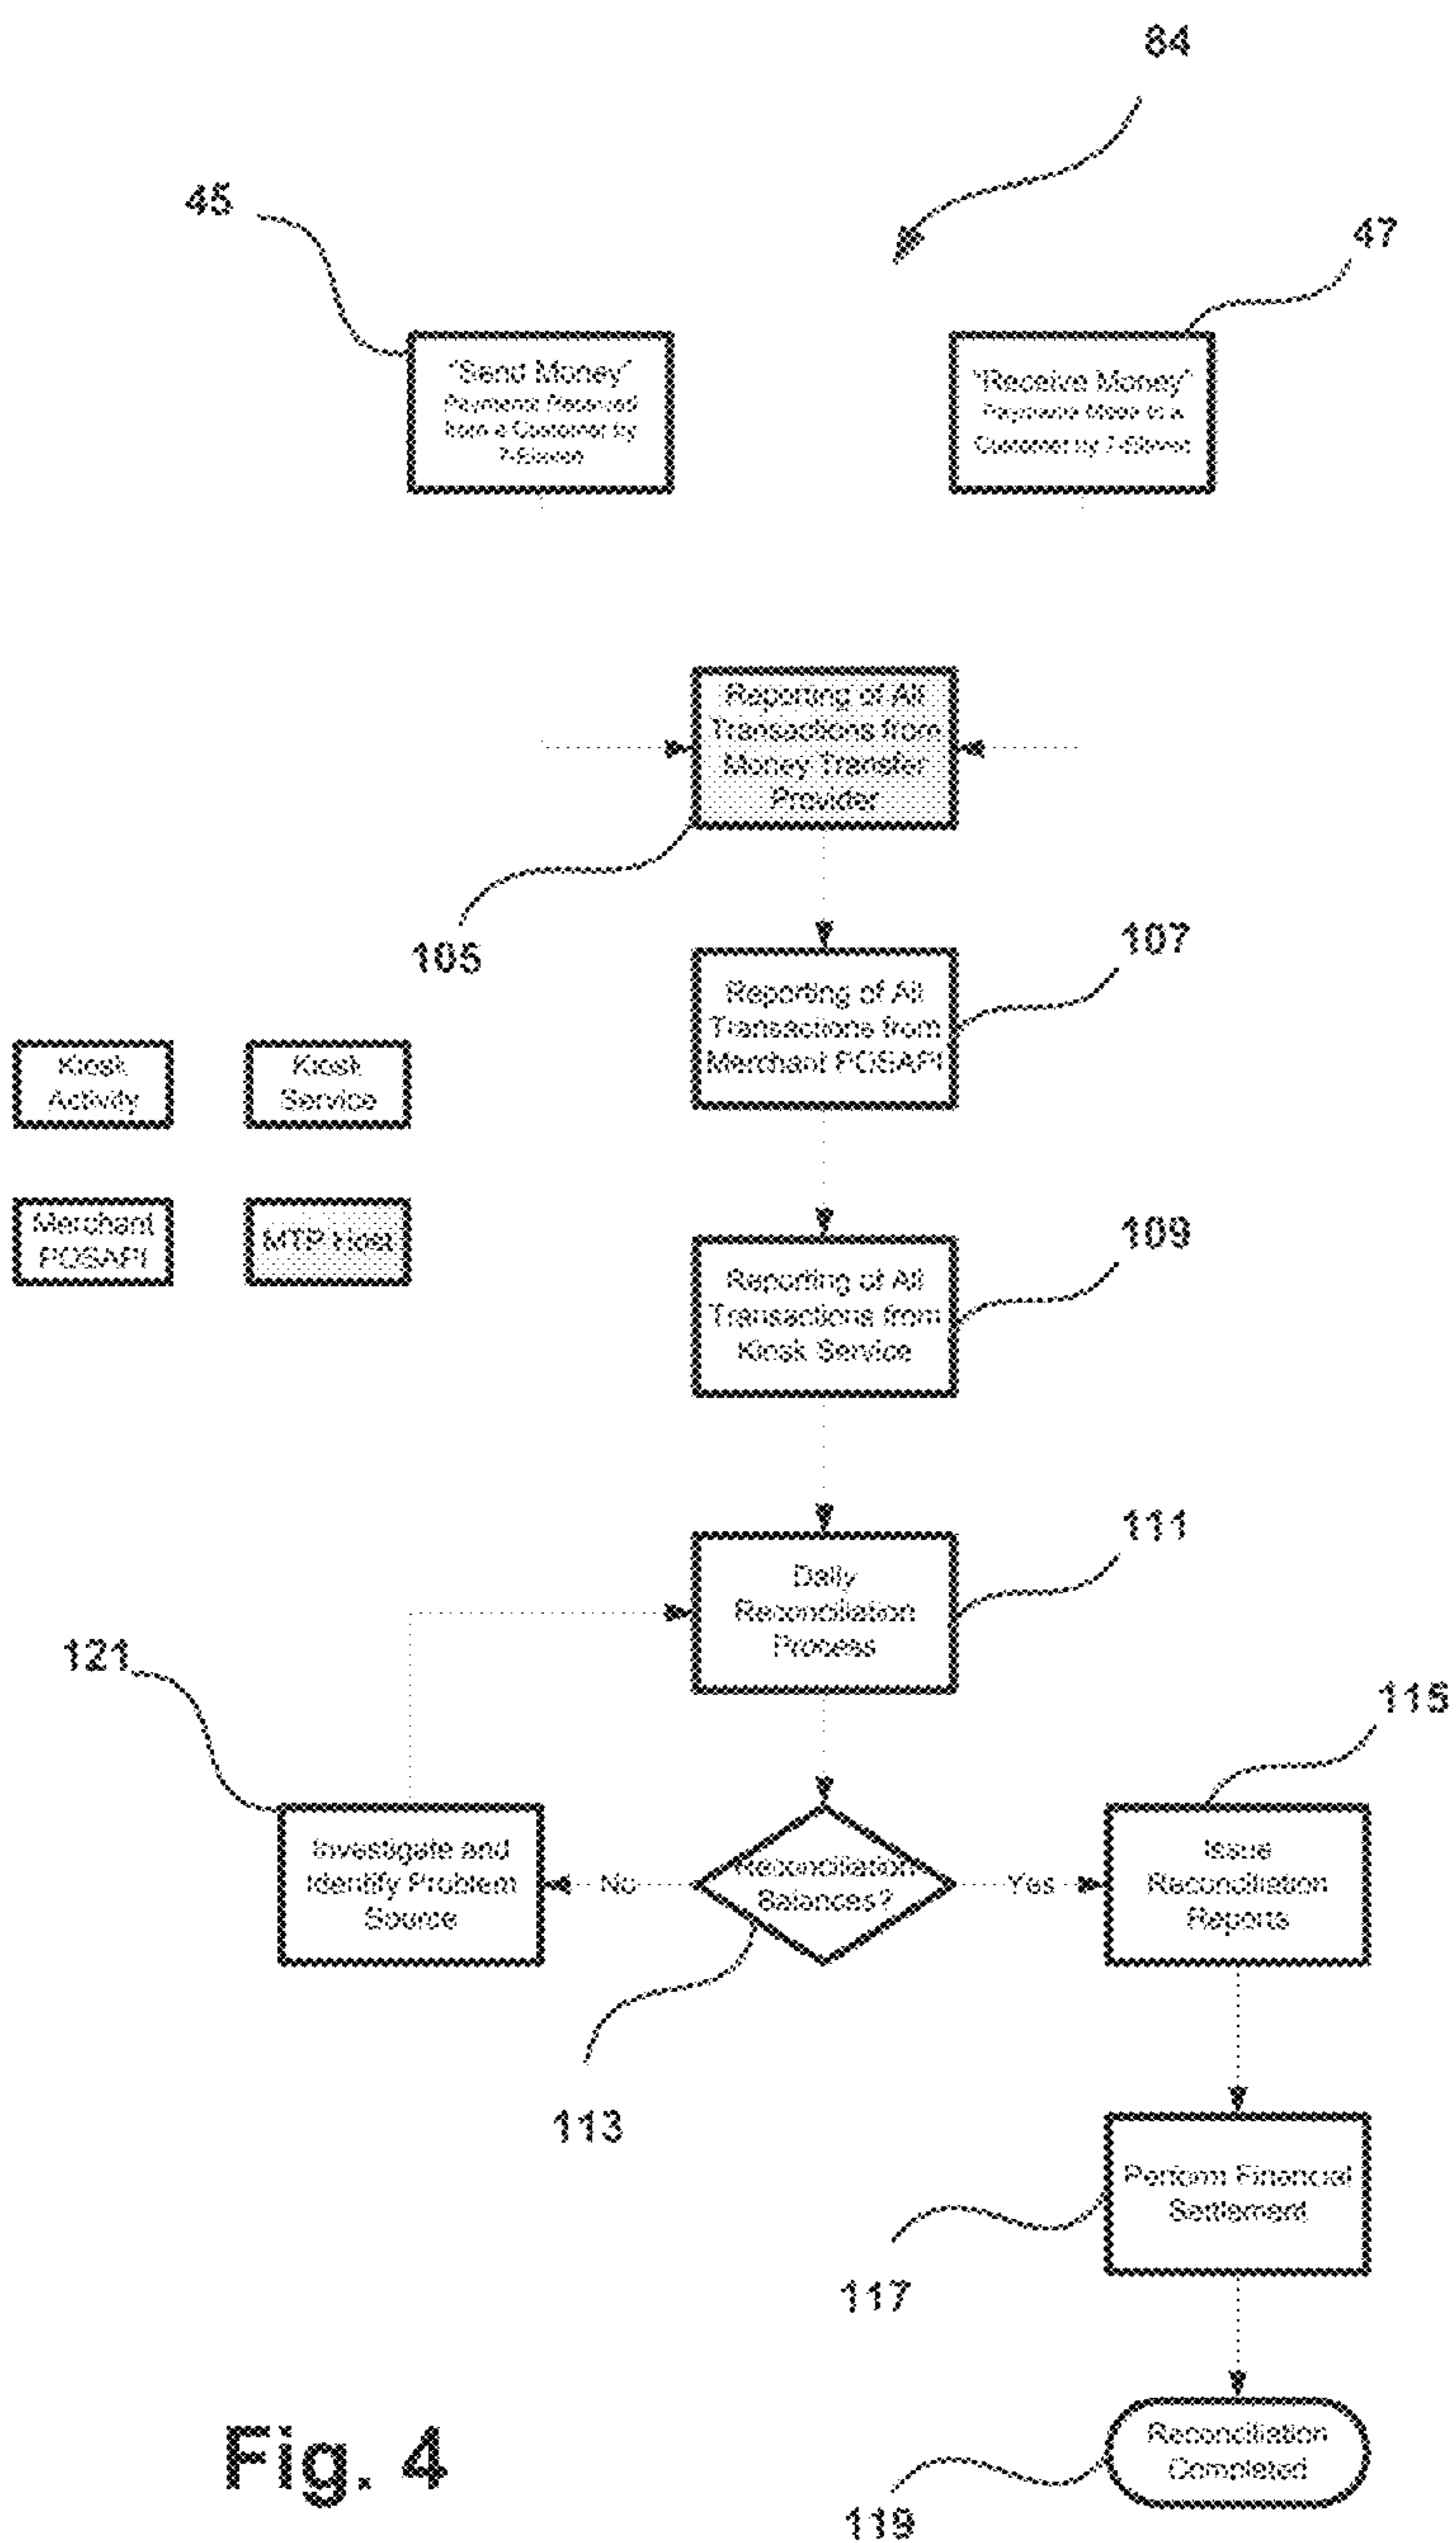 84
45
47
"Send Money"
Payments Received
from a Customer by
7-Eleven
"Receive Money"
Payments Made to a
Customer by 7-Eleven
Reporting of All
Transactions from
Money Transfer
Provider
105
107
Reporting of All
Transactions from
Merchant POSAPI
Kiosk
Activity
Kiosk
Service
Merchant
POSAPI
MTP Host
109
Reporting of All
Transactions from
Kiosk Service
111
Daily
Reconciliation
Process
121
115
Investigate and
Identify Problem
Source
No
Reconciliation
Balances?
Yes
Issue
Reconciliation
Reports
113
Perform Financial
Settlement
117
Reconciliation
Completed
119
Fig. 4